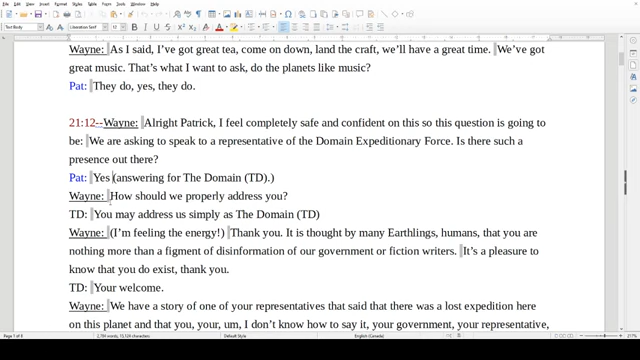 Text Body
Liberation Serif
Wayne: As I said, I've got great tea, come on down, land the craft, we'll have a great time. We've got
great music. That's what I want to ask, do the planets like music?
Pat: They do, yes, they do.
21:12--Wayne: Alright Patrick, I feel completely safe and confident on this so this question is going to
be: We are asking to speak to a representative of the Domain Expeditionary Force. Is there such a
presence out there?
Pat: Yes (answering for The Domain (TD).)
Wayne: How should we properly address you?
TD: You may address us simply as The Domain (TD)
Wayne: (I'm feeling the energy!) Thank you. It is thought by many Earthlings, humans, that you are
nothing more than a figment of disinformation of our government or fiction writers. It's a pleasure to
know that you do exist, thank you.
TD: Your welcome.
Wayne: We have a story of one of your representatives that said that there was a lost expedition here
on this planet and that you, your, um, I don't know how to say it, your government, your representative,
Page 1 of 8
Default Style
English (Canada)